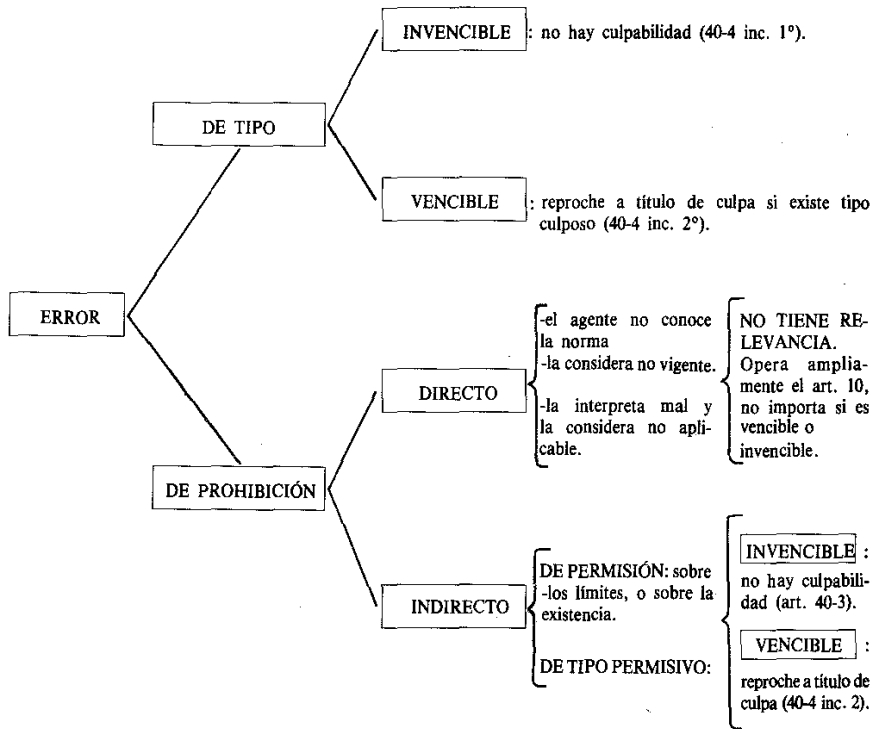 INVENCIBLE : no hay culpabilidad (40-4 inc. 1º).
DE TIPO
VENCIBLE : reproche a título de culpa si existe tipo
culposo (40-4 inc. 2º).
ERROR
DE PROHIBICIÓN
DIRECTO
-el agente no conoce
la norma
-la considera no vigente.
-la interpreta mal y
la considera no apli-
cable.
NO TIENE RE-
LEVANCIA.
Opera amplia-
mente el art. 10,
no importa si es
vencible o
invencible.
INDIRECTO
DE PERMISIÓN: sobre
-los límites, o sobre la
existencia.
DE TIPO PERMISIVO:
INVENCIBLE :
no hay culpabili-
dad (art. 40-3).
VENCIBLE :
reproche a título de
culpa (40-4 inc. 2).